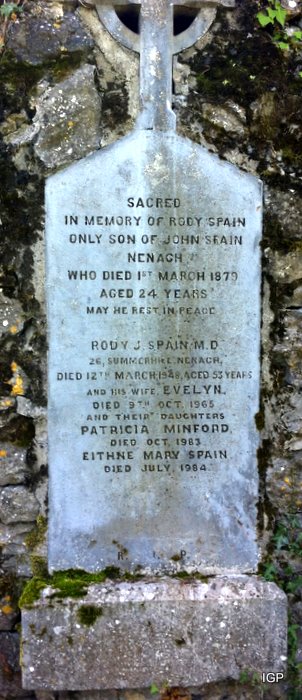 SACRED
IN MEMORY OF RODY SPAIN
ONLY SON OF JOHN SPAIN
NENAGH
WHO DIED 1ST MARCH 1879
AGED 24 YEARS
MAY HE REST IN PEACE
RODY J. SPAIN M.D.
26, SUMMERHILL, NENAGH,
DIED 12TH MARCH, 1948, AGED 53 YEARS
AND HIS WIFE, EVELYN,
DIED 9TH OCT. 1965
AND THEIR DAUGHTERS
PATRICIA MINFORD,
DIED OCT, 1983
EITHNE MARY SPAIN
DIED JULY, 1984.
R. I. P.
IGP